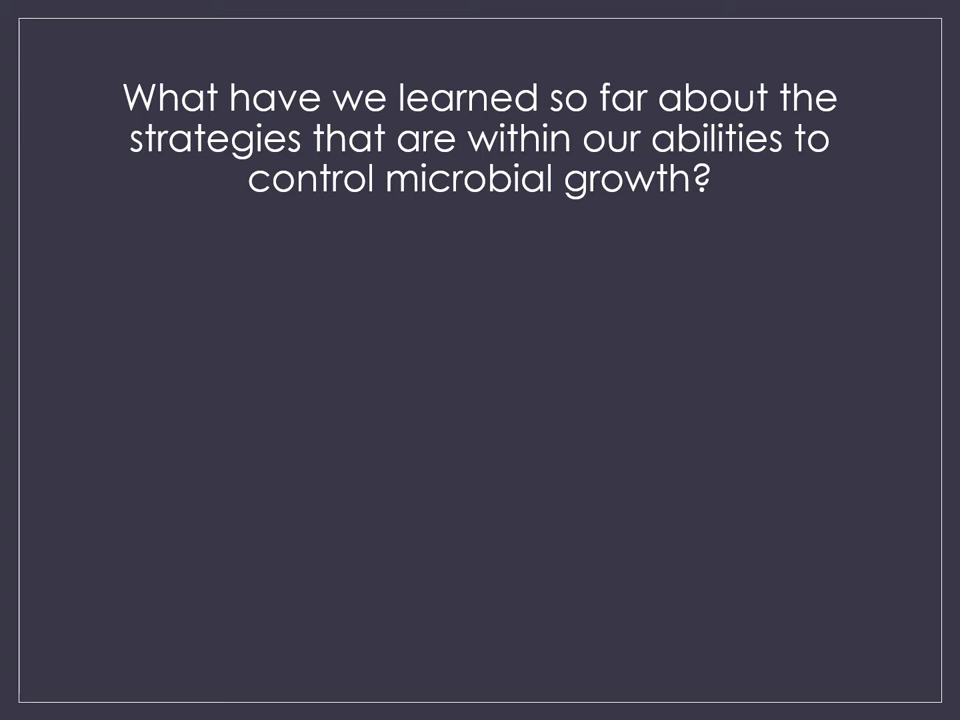 What have we learned so far about the
strategies that are within our abilities to
control microbial growth?